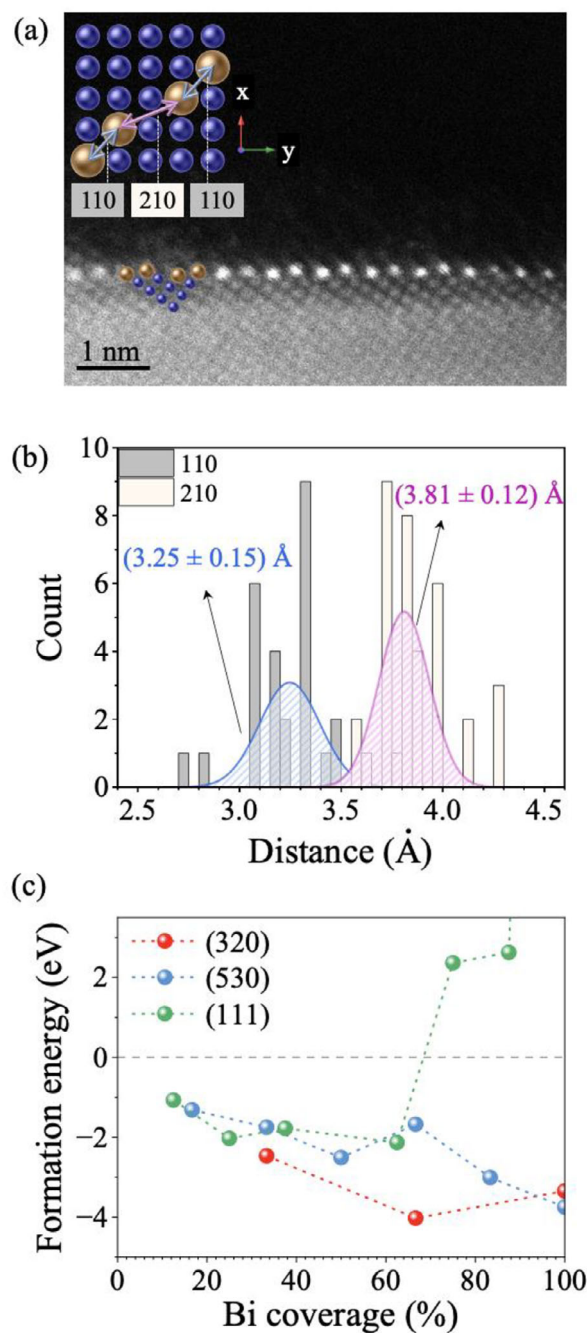 (a)
x
y
110 210 110
1 nm
(b)
110
210
(3.25 ± 0.15) Å
(3.81 ± 0.12) Å
10
8
6
4
2
0
Count
2.5 3.0 3.5 4.0 4.5
Distance (Å)
(c)
(320)
(530)
(111)
2
0
−2
−4
Formation energy (eV)
0 20 40 60 80 100
Bi coverage (%)